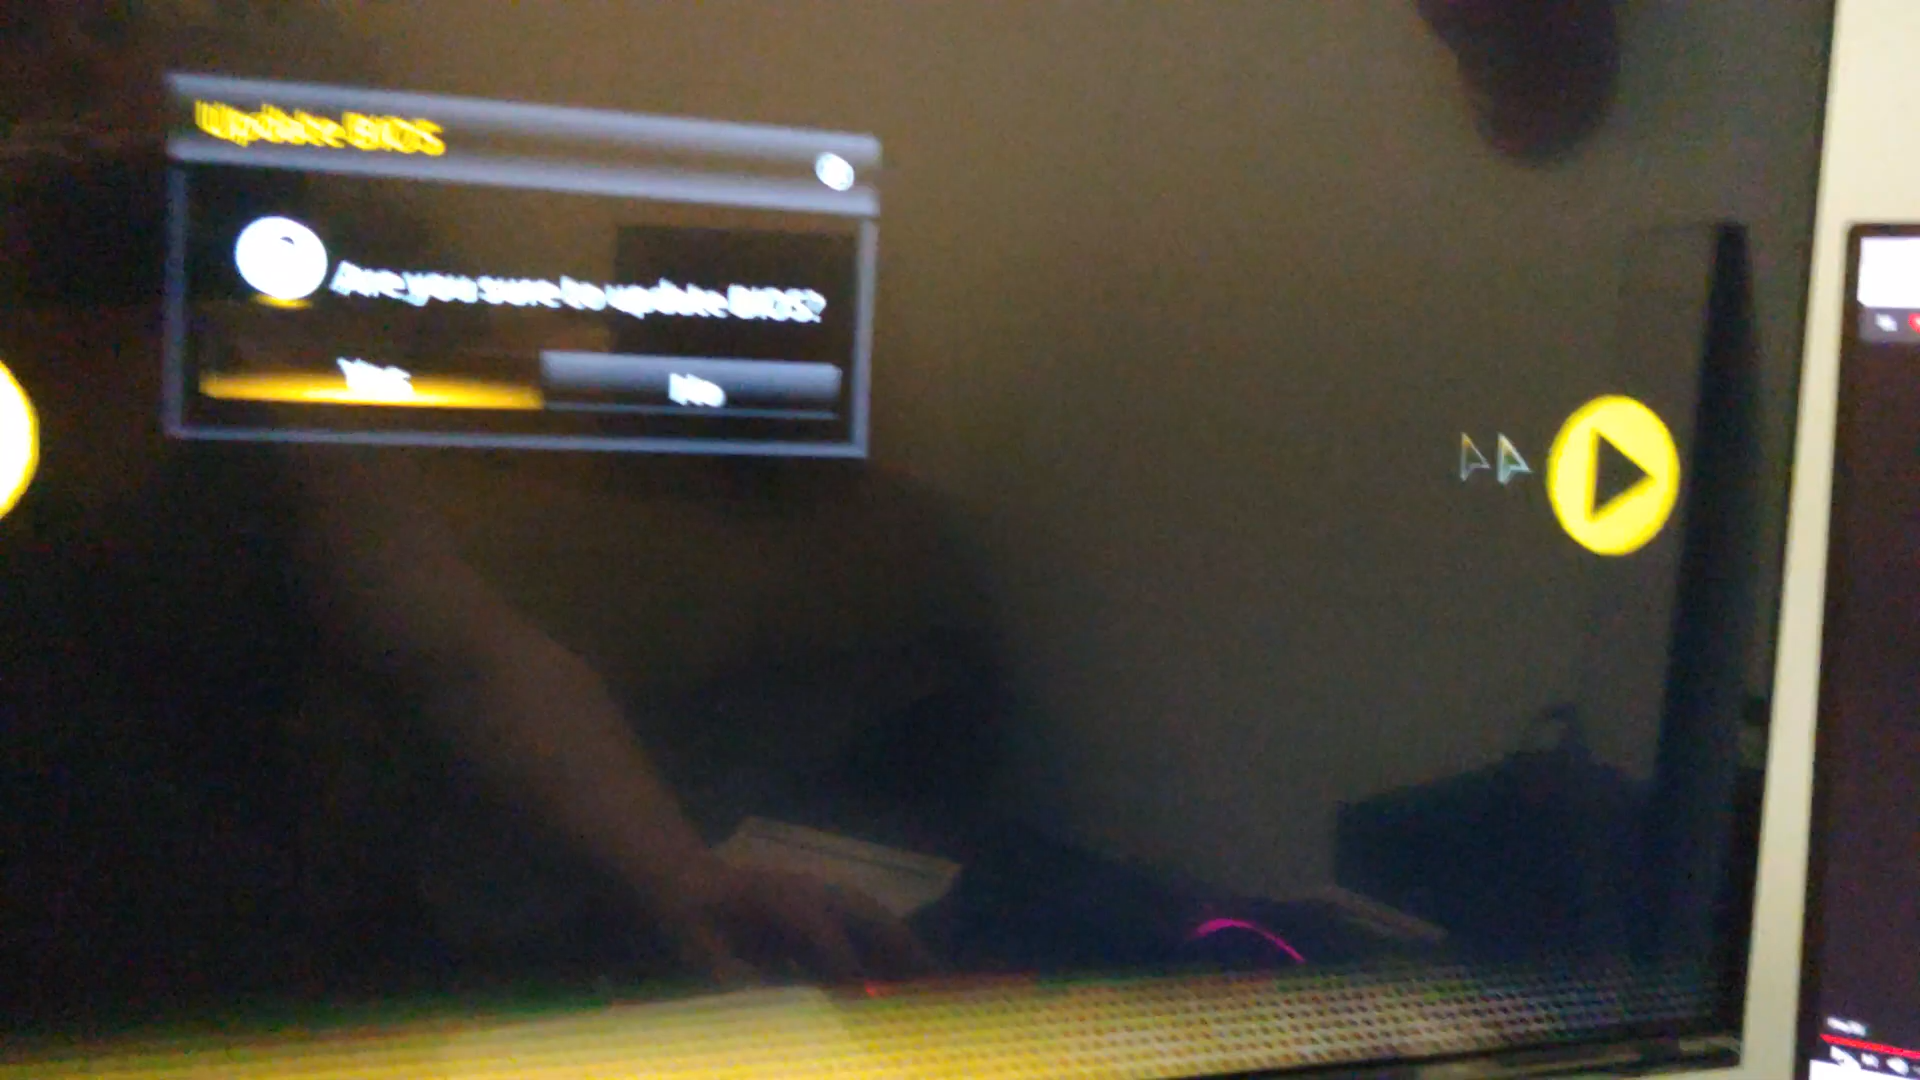 Update BIOS
Are you sure to update BIOS?
Yes
No